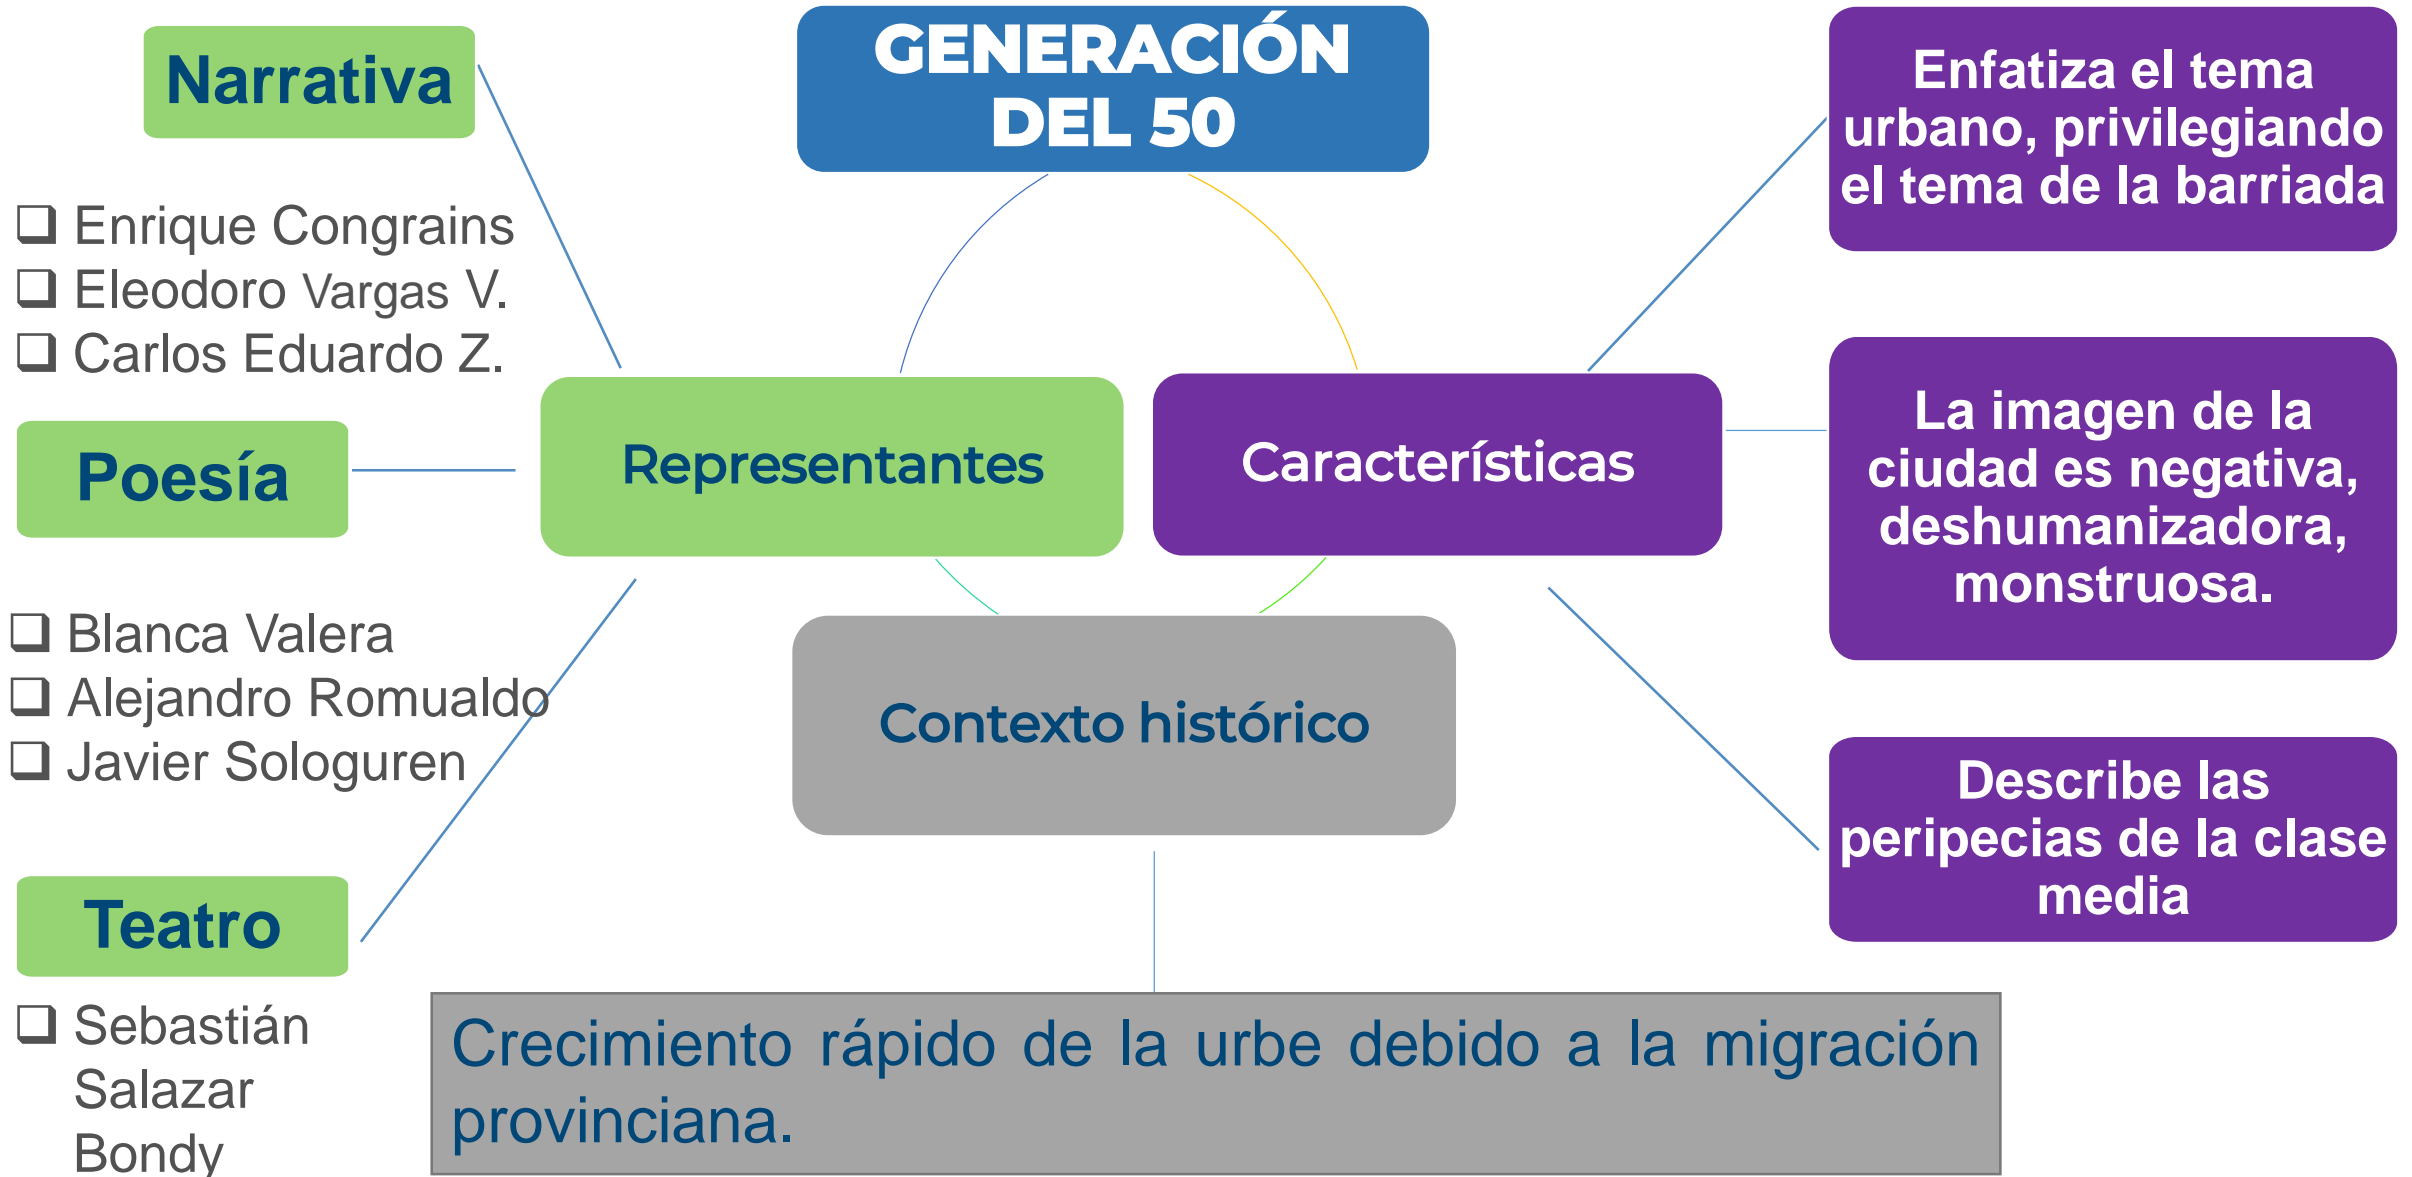 GENERACIÓN
DEL 50
Narrativa
❑ Enrique Congrains
❑ Eleodoro Vargas V.
❑ Carlos Eduardo Z.
Poesía
❑ Blanca Valera
❑ Alejandro Romualdo
❑ Javier Sologuren
Teatro
❑ Sebastián
Salazar
Bondy
Representantes
Características
Enfatiza el tema
urbano, privilegiando
el tema de la barriada
La imagen de la
ciudad es negativa,
deshumanizadora,
monstruosa.
Describe las
peripecias de la clase
media
Contexto histórico
Crecimiento rápido de la urbe debido a la migración
provinciana.